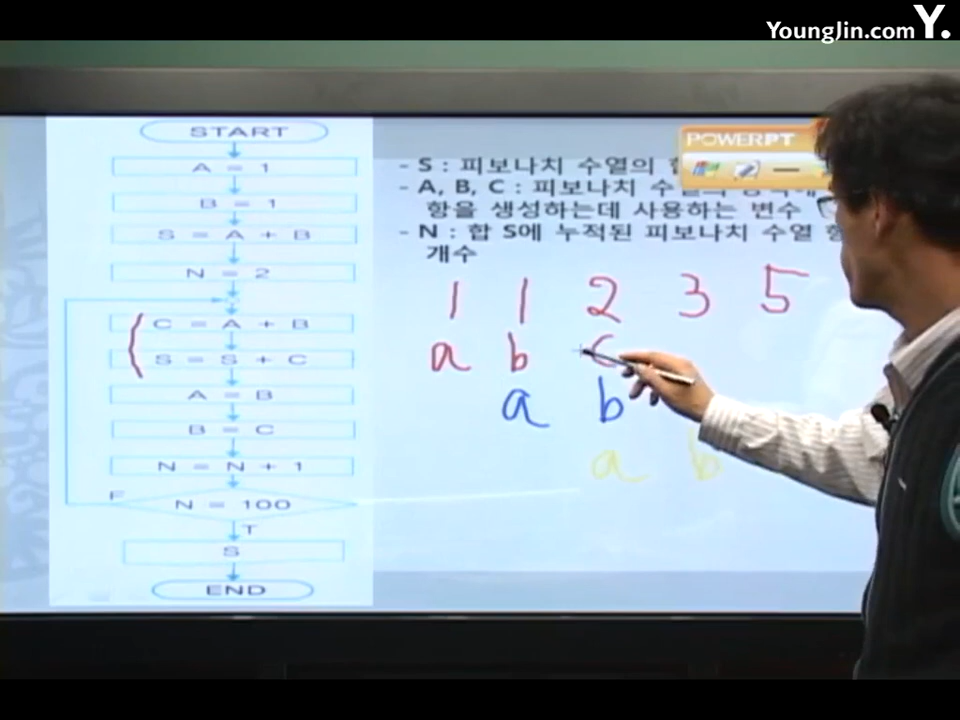 YoungJin.com Y.
START
A = 1
B = 1
S = A + B
N = 2
C = A + B
S = S + C
A = B
B = C
N = N + 1
F
N = 100
T
S
END
POWERPT
- S : 피보나치 수열의
- A, B, C : 피보나치
항을 생성하는데 사용하는 변수
- N : 합 S에 누적된 피보나치 수열
개수
1 1 2 3 5
a b c
a b
a b